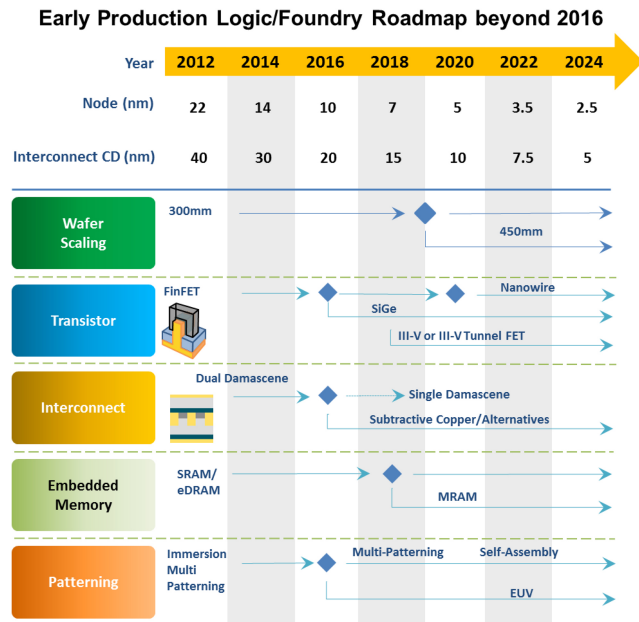 Early Production Logic/Foundry Roadmap beyond 2016
Year 2012 2014 2016 2018 2020 2022 2024
Node (nm) 22 14 10 7 5 3.5 2.5
Interconnect CD (nm) 40 30 20 15 10 7.5 5
Wafer
Scaling
300mm
450mm
Transistor
FinFET
Nanowire
SiGe
III-V or III-V Tunnel FET
Interconnect
Dual Damascene
Single Damascene
Subtractive Copper/Alternatives
Embedded
Memory
SRAM/
eDRAM
MRAM
Patterning
Immersion
Multi
Patterning
Multi-Patterning
Self-Assembly
EUV